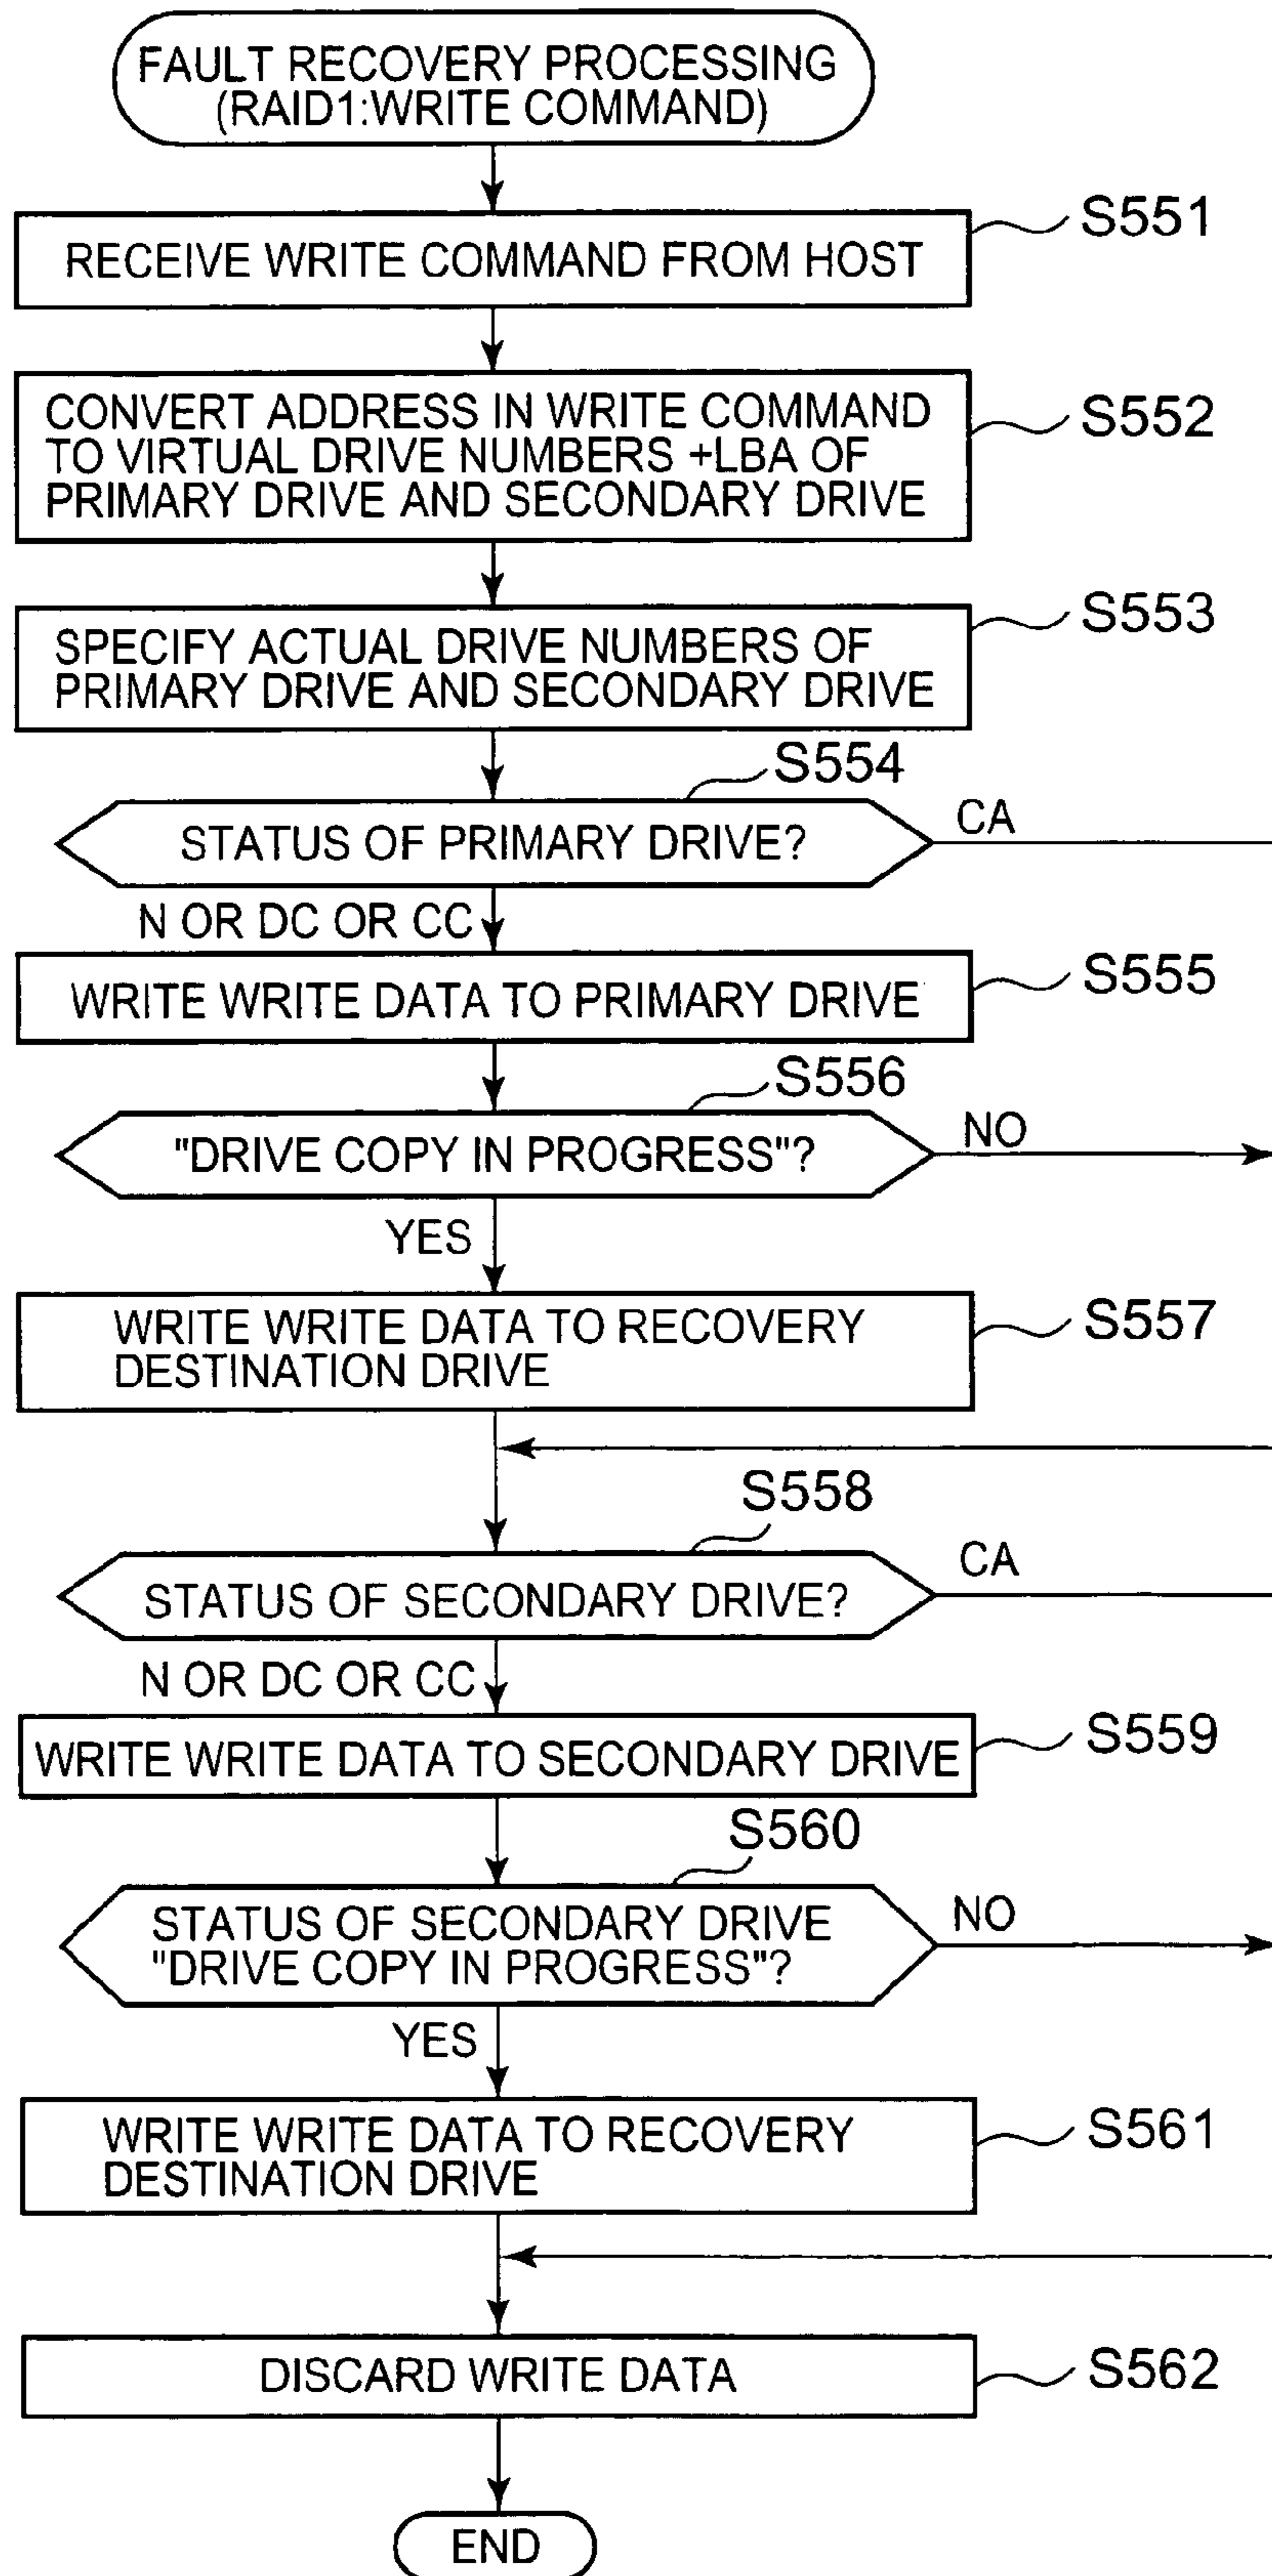 FAULT RECOVERY PROCESSING
(RAID1:WRITE COMMAND)
S551
RECEIVE WRITE COMMAND FROM HOST
S552
CONVERT ADDRESS IN WRITE COMMAND
TO VIRTUAL DRIVE NUMBERS +LBA OF
PRIMARY DRIVE AND SECONDARY DRIVE
S553
SPECIFY ACTUAL DRIVE NUMBERS OF
PRIMARY DRIVE AND SECONDARY DRIVE
S554
STATUS OF PRIMARY DRIVE?
CA
N OR DC OR CC
S555
WRITE WRITE DATA TO PRIMARY DRIVE
S556
"DRIVE COPY IN PROGRESS"?
NO
YES
S557
WRITE WRITE DATA TO RECOVERY
DESTINATION DRIVE
S558
STATUS OF SECONDARY DRIVE?
CA
N OR DC OR CC
S559
WRITE WRITE DATA TO SECONDARY DRIVE
S560
STATUS OF SECONDARY DRIVE
"DRIVE COPY IN PROGRESS"?
NO
YES
S561
WRITE WRITE DATA TO RECOVERY
DESTINATION DRIVE
S562
DISCARD WRITE DATA
END